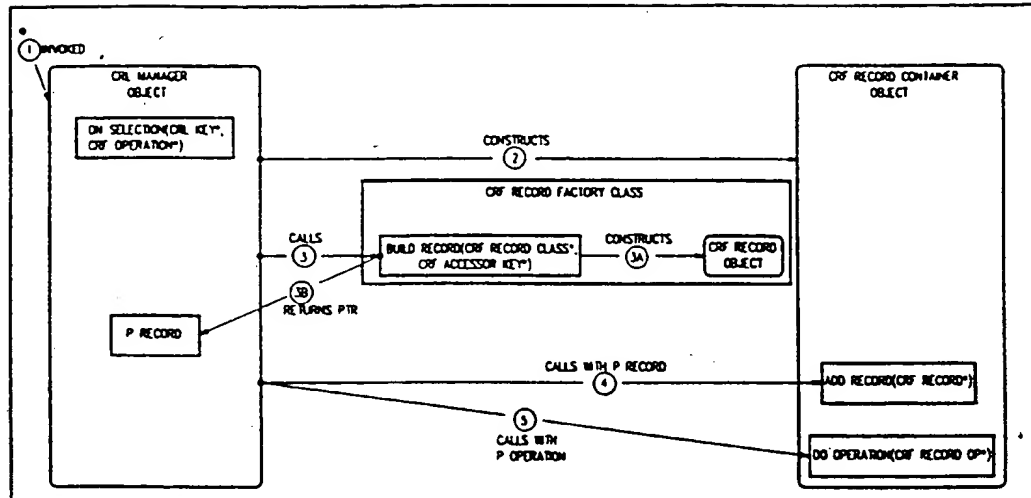 1 INVOKED
CRL MANAGER
OBJECT
ON SELECTION(CRL KEY*,
CRF OPERATION*)
CRF RECORD CONTAINER
OBJECT
CONSTRUCTS
2
CRF RECORD FACTORY CLASS
CALLS
3
BUILD RECORD(CRF RECORD CLASS*,
CRF ACCESSOR KEY*)
CONSTRUCTS
3A
CRF RECORD
OBJECT
3B
RETURNS PTR
P RECORD
CALLS WITH P RECORD
4
ADD RECORD(CRF RECORD*)
5
CALLS WITH
P OPERATION
DO OPERATION(CRF RECORD OP*)